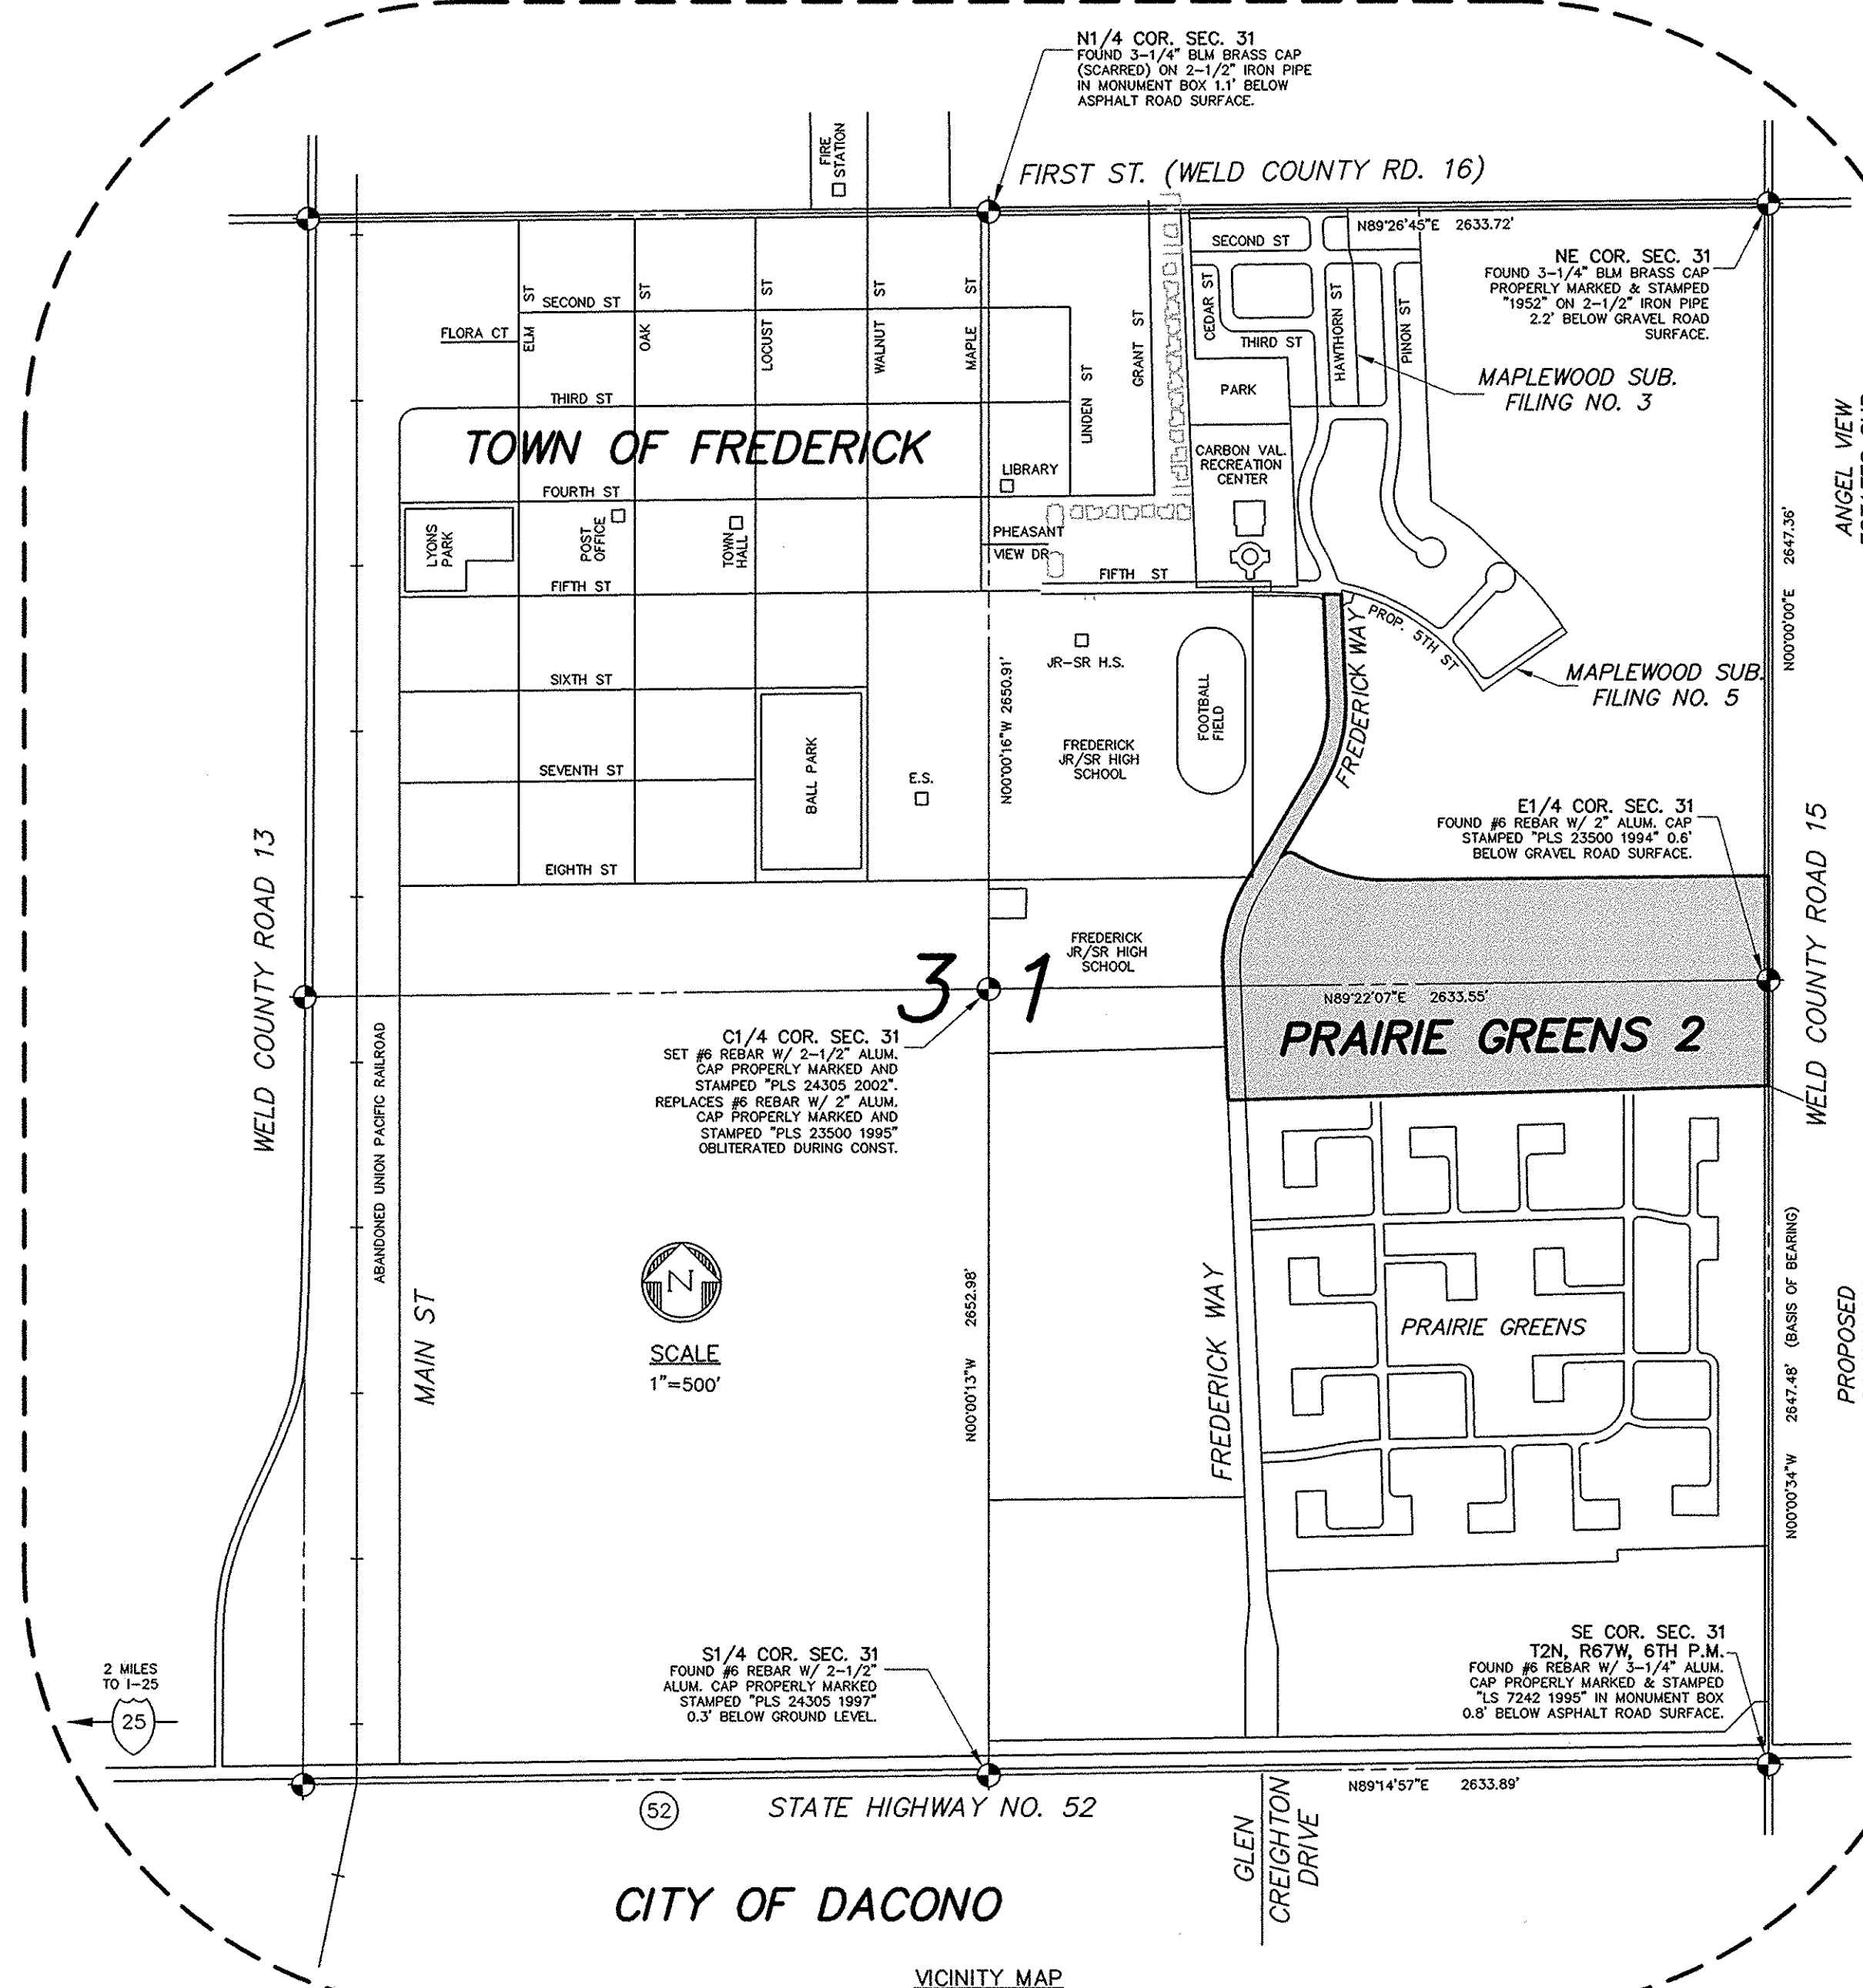 N1/4 COR. SEC. 31
FOUND 3-1/4" BLM BRASS CAP
(SCARRED) ON 2-1/2" IRON PIPE
IN MONUMENT BOX 1.1' BELOW
ASPHALT ROAD SURFACE.
FIRE
STATION
FIRST ST. (WELD COUNTY RD. 16)
N89°26'45"E 2633.72'
NE COR. SEC. 31
FOUND 3-1/4" BLM BRASS CAP
PROPERLY MARKED & STAMPED
"1952" ON 2-1/2" IRON PIPE
2.2' BELOW GRAVEL ROAD
SURFACE.
SECOND ST
CEDAR ST
HAWTHORN ST
PINON ST
THIRD ST
PARK
MAPLEWOOD SUB.
FILING NO. 3
ELM ST
SECOND ST
OAK ST
LOCUST ST
WALNUT ST
MAPLE ST
GRANT ST
LINDEN ST
FLORA CT
THIRD ST
TOWN OF FREDERICK
LIBRARY
CARBON VAL.
RECREATION
CENTER
ANGEL VIEW
FOURTH ST
LYONS
PARK
POST
OFFICE
TOWN
HALL
PHEASANT
VIEW DR
FIFTH ST
FIFTH ST
N00°00'00"E 2647.36'
PROP. 5TH ST
FREDERICK WAY
MAPLEWOOD SUB.
FILING NO. 5
JR-SR H.S.
FOOTBALL
FIELD
SIXTH ST
N00°00'16"W 2650.91'
FREDERICK
JR/SR HIGH
SCHOOL
SEVENTH ST
BALL PARK
E.S.
E1/4 COR. SEC. 31
FOUND #6 REBAR W/ 2" ALUM. CAP
STAMPED "PLS 23500 1994" 0.6'
BELOW GRAVEL ROAD SURFACE.
EIGHTH ST
WELD COUNTY ROAD 13
WELD COUNTY ROAD 15
FREDERICK
JR/SR HIGH
SCHOOL
31
N89°22'07"E 2633.55'
PRAIRIE GREENS 2
C1/4 COR. SEC. 31
SET #6 REBAR W/ 2-1/2" ALUM.
CAP PROPERLY MARKED AND
STAMPED "PLS 24305 2002".
REPLACES #6 REBAR W/ 2" ALUM.
CAP PROPERLY MARKED AND
STAMPED "PLS 23500 1995"
OBLITERATED DURING CONST.
ABANDONED UNION PACIFIC RAILROAD
MAIN ST
N
SCALE
1"=500'
N00°00'13"W 2652.98'
FREDERICK WAY
PRAIRIE GREENS
N00°00'34"W 2647.48' (BASIS OF BEARING)
PROPOSED
2 MILES
TO I-25
25
S1/4 COR. SEC. 31
FOUND #6 REBAR W/ 2-1/2"
ALUM. CAP PROPERLY MARKED
STAMPED "PLS 24305 1997"
0.3' BELOW GROUND LEVEL.
SE COR. SEC. 31
T2N, R67W, 6TH P.M.
FOUND #6 REBAR W/ 3-1/4" ALUM.
CAP PROPERLY MARKED & STAMPED
"LS 7242 1995" IN MONUMENT BOX
0.8' BELOW ASPHALT ROAD SURFACE.
N89°14'57"E 2633.89'
52
STATE HIGHWAY NO. 52
GLEN
CREIGHTON
DRIVE
CITY OF DACONO
VICINITY MAP